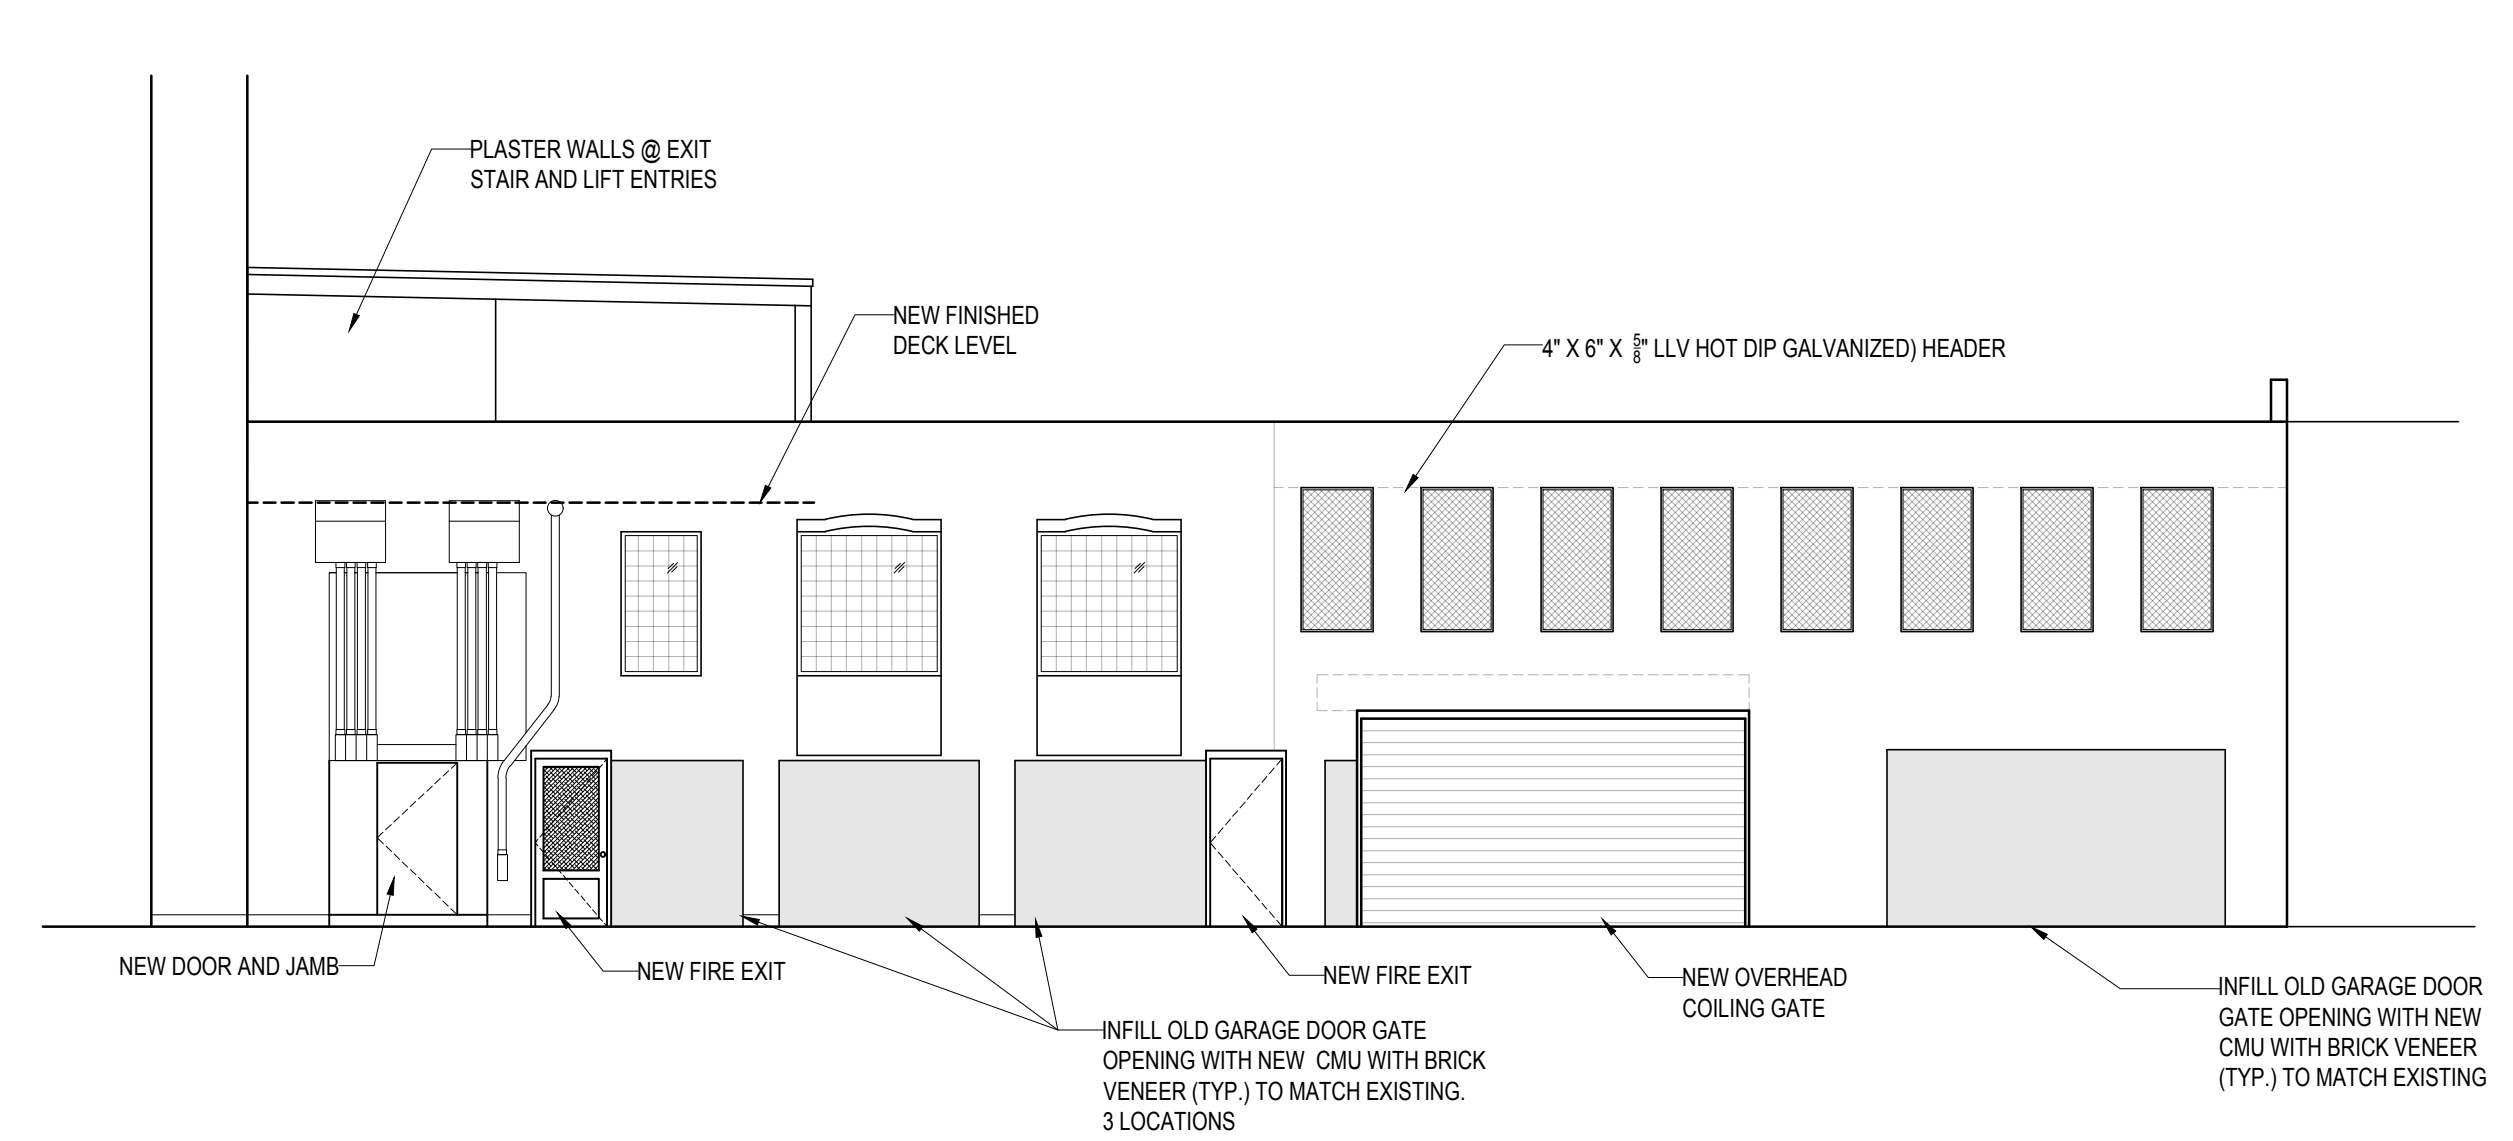 PLASTER WALLS @ EXIT
STAIR AND LIFT ENTRIES
NEW FINISHED
DECK LEVEL
4" X 6" X 5/8" LLV HOT DIP GALVANIZED) HEADER
NEW DOOR AND JAMB
NEW FIRE EXIT
NEW FIRE EXIT
NEW OVERHEAD
COILING GATE
INFILL OLD GARAGE DOOR GATE
OPENING WITH NEW  CMU WITH BRICK
VENEER (TYP.) TO MATCH EXISTING.
3 LOCATIONS
INFILL OLD GARAGE DOOR
GATE OPENING WITH NEW
CMU WITH BRICK VENEER
(TYP.) TO MATCH EXISTING